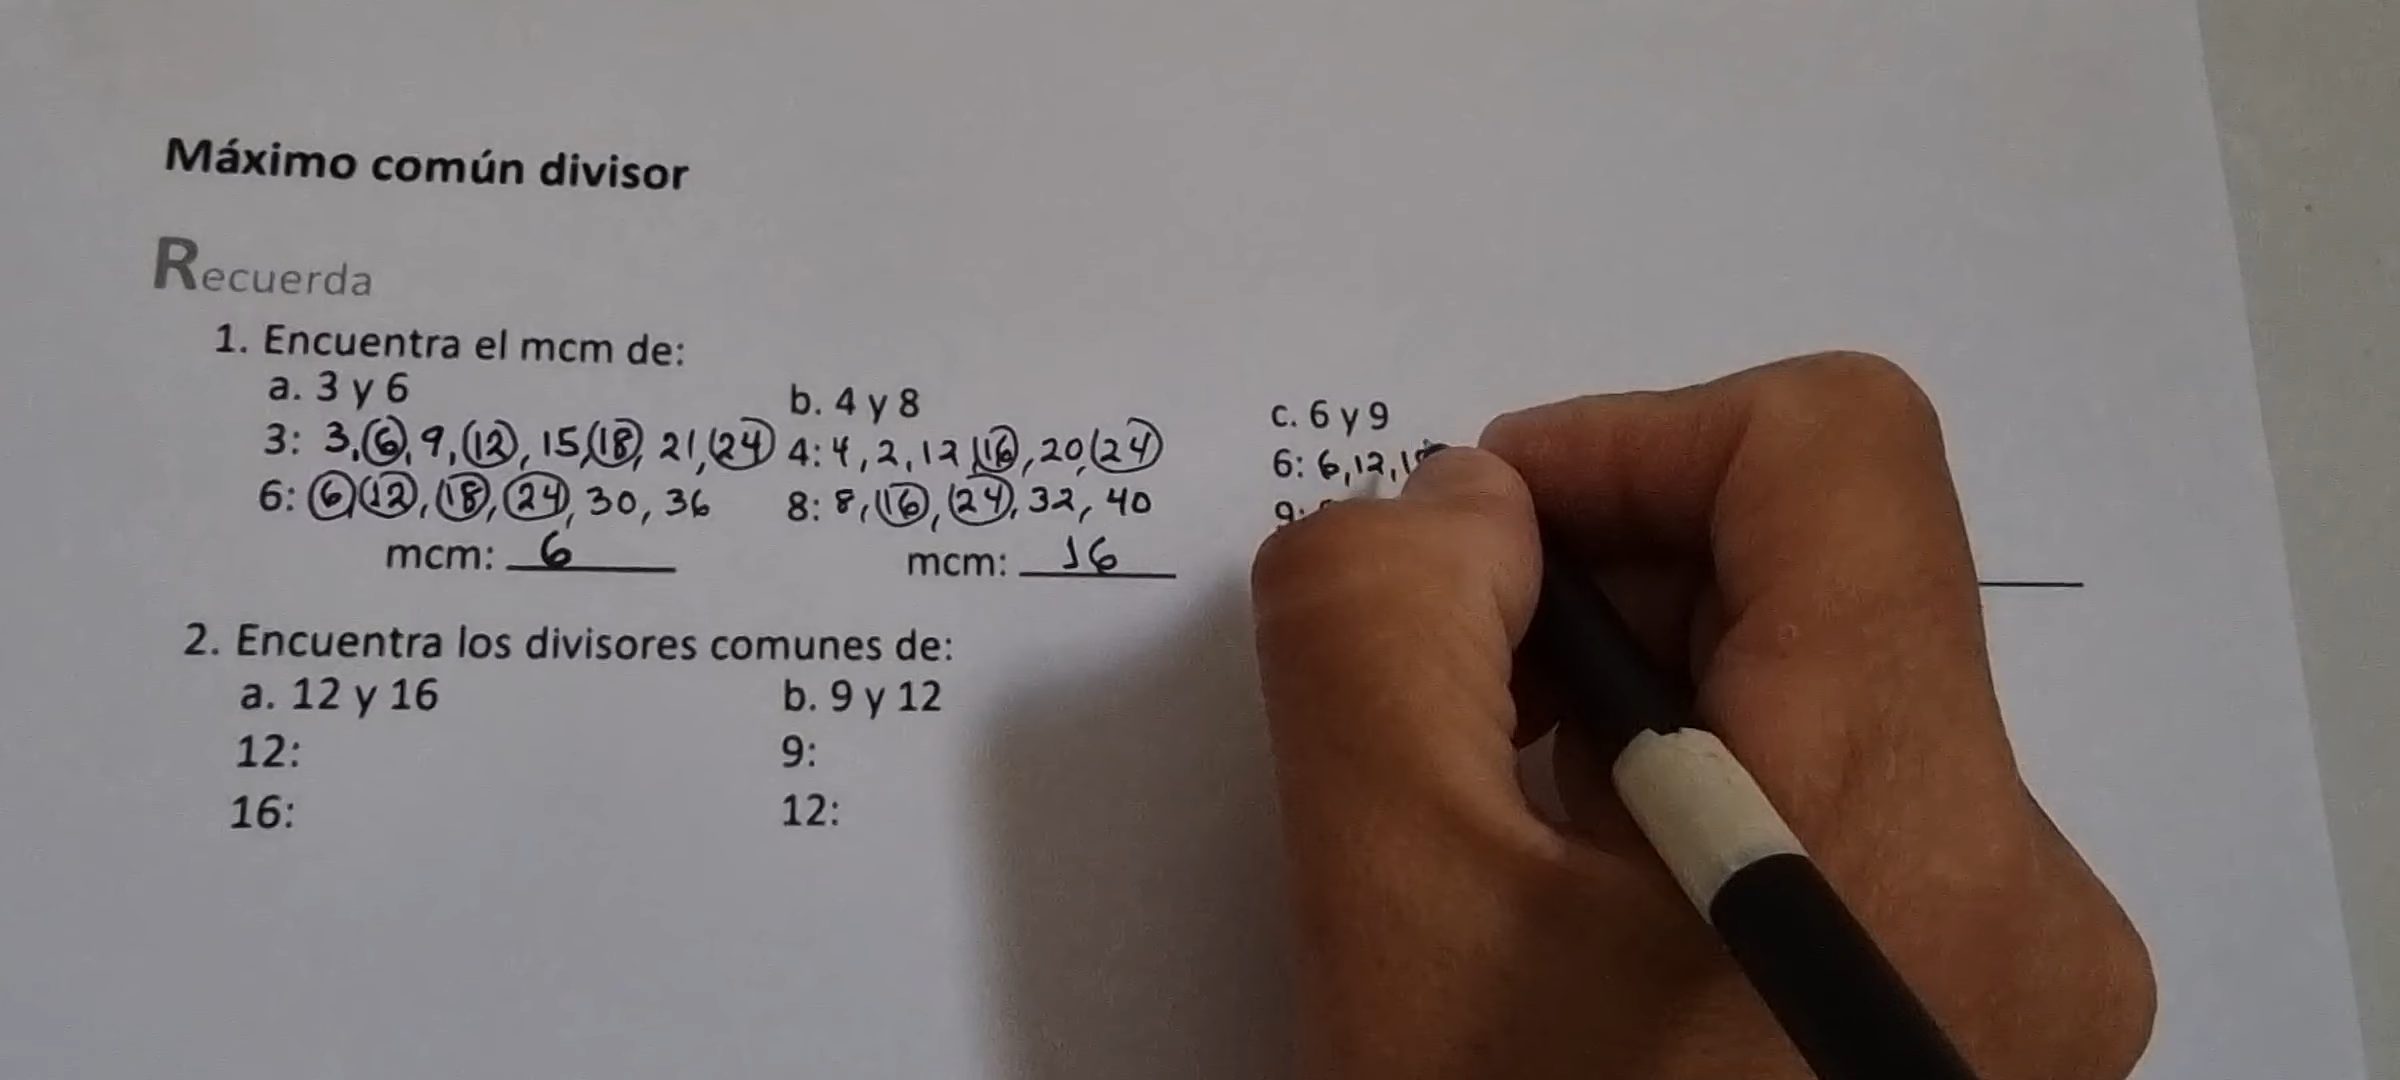 Máximo común divisor
Recuerda
1. Encuentra el mcm de:
a. 3 y 6
3: 3, 6, 9, 12, 15, 18, 21, 24
6: 6, 12, 18, 24, 30, 36
mcm: 6
b. 4 y 8
4: 4, 2, 12, 16, 20, 24
8: 8, 16, 24, 32, 40
mcm: 16
c. 6 y 9
6: 6, 12,
9:
2. Encuentra los divisores comunes de:
a. 12 y 16
12:
16:
b. 9 y 12
9:
12: